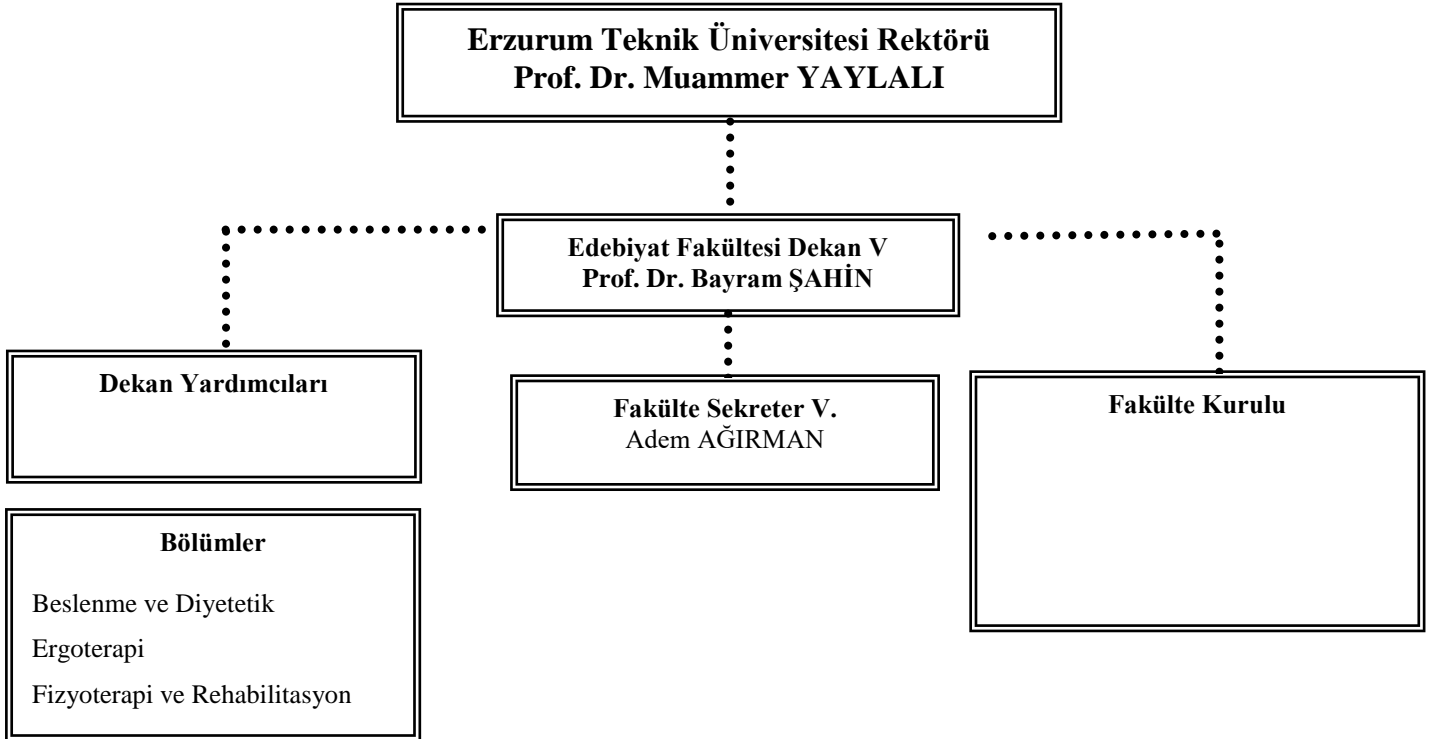 Erzurum Teknik Üniversitesi Rektörü
Prof. Dr. Muammer YAYLALI
Edebiyat Fakültesi Dekan V
Prof. Dr. Bayram ŞAHİN
Dekan Yardımcıları
Fakülte Sekreter V.
Adem AĞIRMAN
Fakülte Kurulu
Bölümler
Beslenme ve Diyetetik
Ergoterapi
Fizyoterapi ve Rehabilitasyon